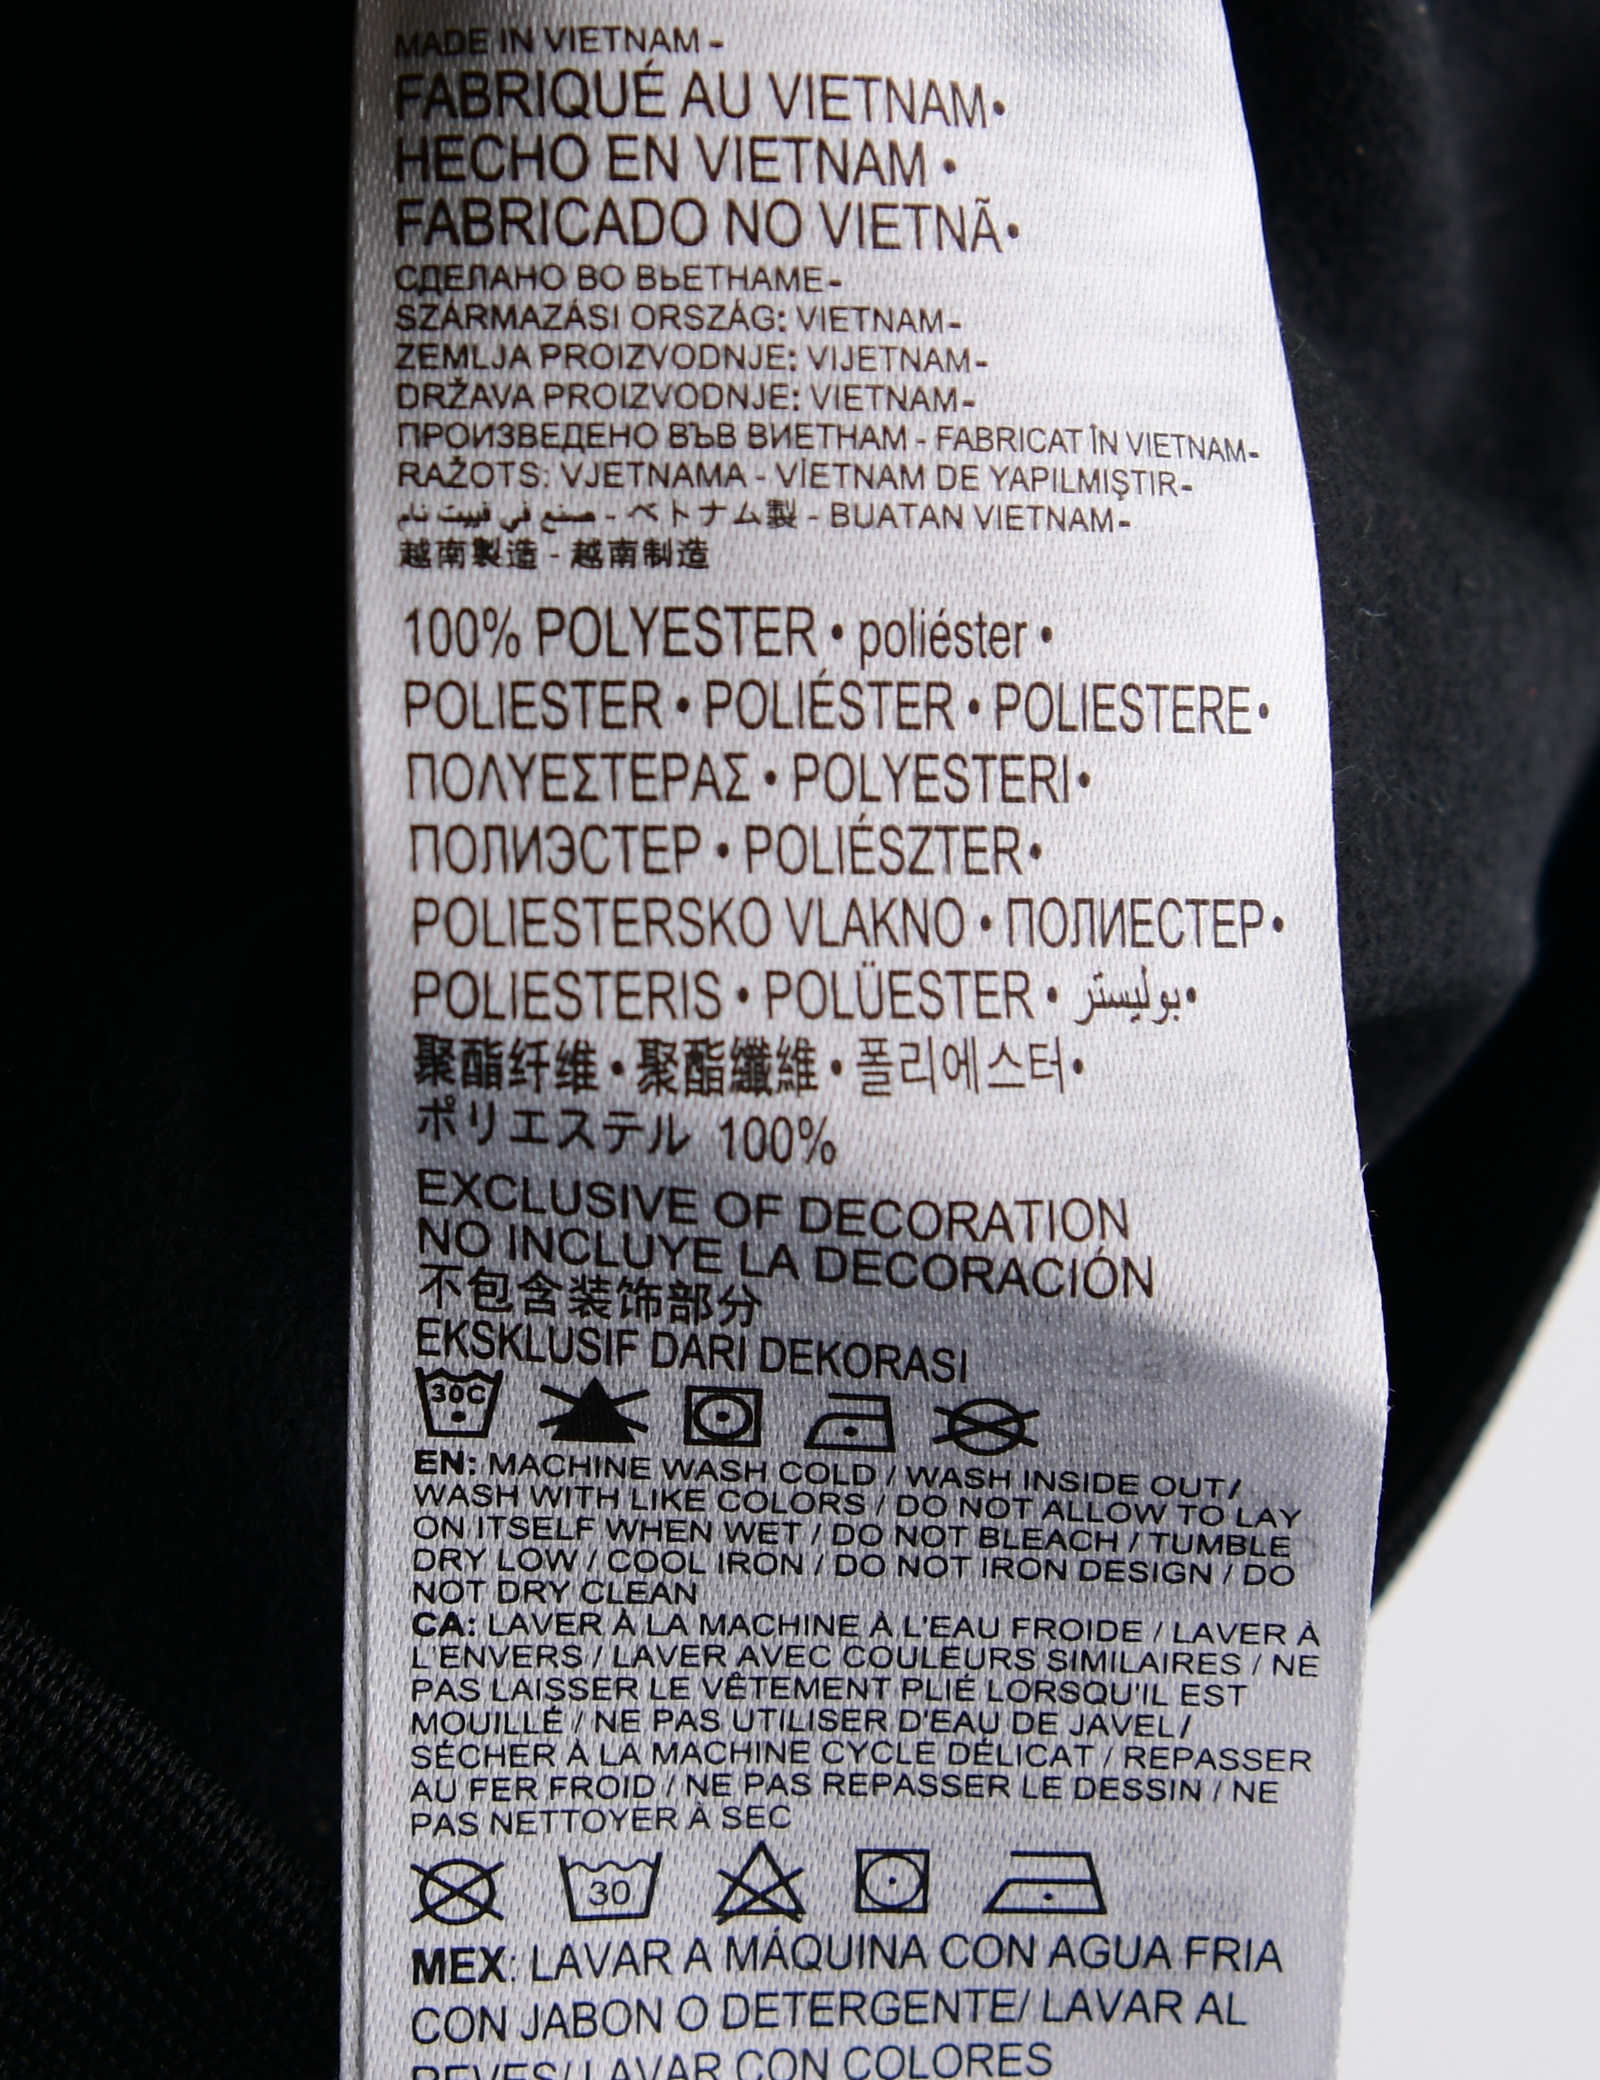 MADE IN VIETNAM -
FABRIQUÉ AU VIETNAM•
HECHO EN VIETNAM •
FABRICADO NO VIETNÃ•
СДЕЛАНО ВО ВЬЕТНАМЕ-
SZÁRMAZÁSI ORSZÁG: VIETNAM-
ZEMLJA PROIZVODNJE: VIJETNAM-
DRŽAVA PROIZVODNJE: VIETNAM-
ПРОИЗВЕДЕНО ВЪВ ВИЕТНАМ - FABRICAT ÎN VIETNAM-
RAŽOTS: VJETNAMA - VİETNAM DE YAPILMIŞTIR-
صنع في فييت نام - ベトナム製 - BUATAN VIETNAM-
越南製造 - 越南制造
100% POLYESTER • poliéster •
POLIESTER • POLIÉSTER • POLIESTERE•
ΠΟΛΥΕΣΤΕΡΑΣ • POLYESTERI•
ПОЛИЭСТЕР • POLIÉSZTER•
POLIESTERSKO VLAKNO • ПОЛИЕСТЕР•
POLIESTERIS • POLÜESTER • بوليستر•
聚酯纤维 • 聚酯纖維 • 폴리에스터•
ポリエステル 100%
EXCLUSIVE OF DECORATION
NO INCLUYE LA DECORACIÓN
不包含装饰部分
EKSKLUSIF DARI DEKORASI
30C
EN: MACHINE WASH COLD / WASH INSIDE OUT/
WASH WITH LIKE COLORS / DO NOT ALLOW TO LAY
ON ITSELF WHEN WET / DO NOT BLEACH / TUMBLE
DRY LOW / COOL IRON / DO NOT IRON DESIGN / DO
NOT DRY CLEAN
CA: LAVER À LA MACHINE À L'EAU FROIDE / LAVER À
L'ENVERS / LAVER AVEC COULEURS SIMILAIRES / NE
PAS LAISSER LE VÊTEMENT PLIÉ LORSQU'IL EST
MOUILLÉ / NE PAS UTILISER D'EAU DE JAVEL/
SÉCHER À LA MACHINE CYCLE DÉLICAT / REPASSER
AU FER FROID / NE PAS REPASSER LE DESSIN / NE
PAS NETTOYER À SEC
30
MEX: LAVAR A MÁQUINA CON AGUA FRIA
CON JABON O DETERGENTE/ LAVAR AL
REVES/ LAVAR CON COLORES